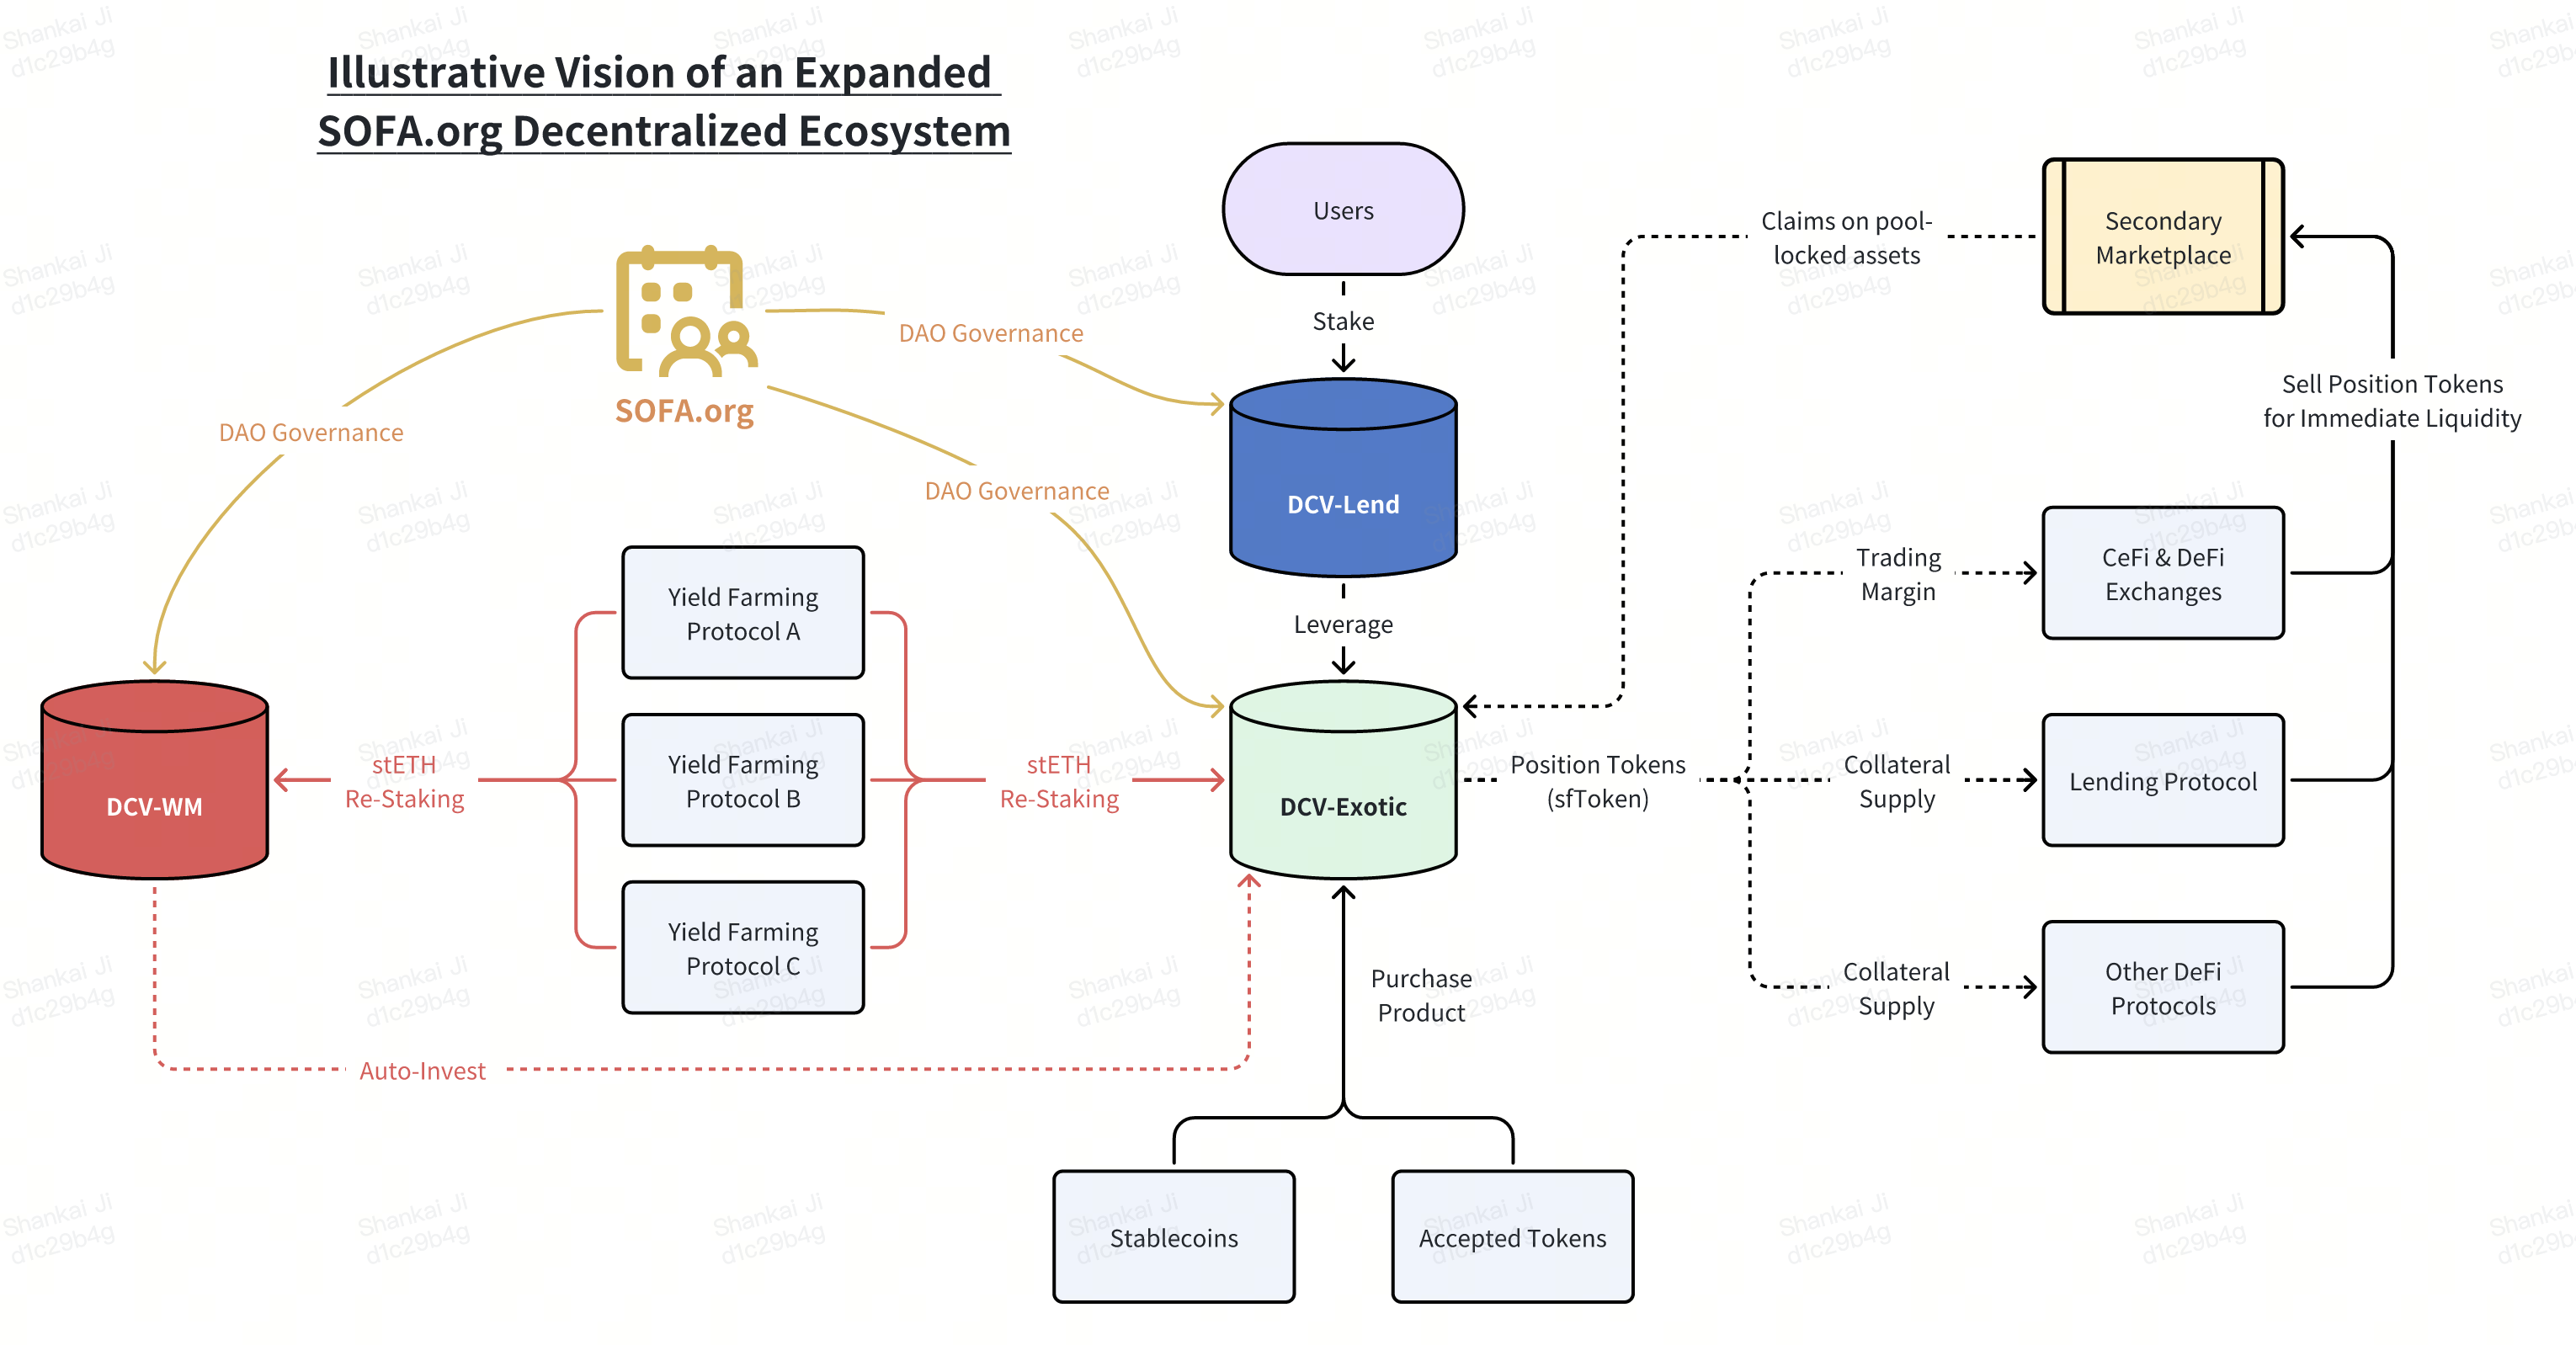 Illustrative Vision of an Expanded
SOFA.org Decentralized Ecosystem
Users
Stake
DCV-Lend
Leverage
DCV-Exotic
SOFA.org
DAO Governance
DAO Governance
DAO Governance
Yield Farming
Protocol A
Yield Farming
Protocol B
Yield Farming
Protocol C
DCV-WM
stETH
Re-Staking
stETH
Re-Staking
Auto-Invest
Purchase
Product
Stablecoins
Accepted Tokens
Position Tokens
(sfToken)
Claims on pool-
locked assets
Secondary
Marketplace
Sell Position Tokens
for Immediate Liquidity
Trading
Margin
CeFi & DeFi
Exchanges
Collateral
Supply
Lending Protocol
Collateral
Supply
Other DeFi
Protocols
Shankai Ji
d1c29b4g